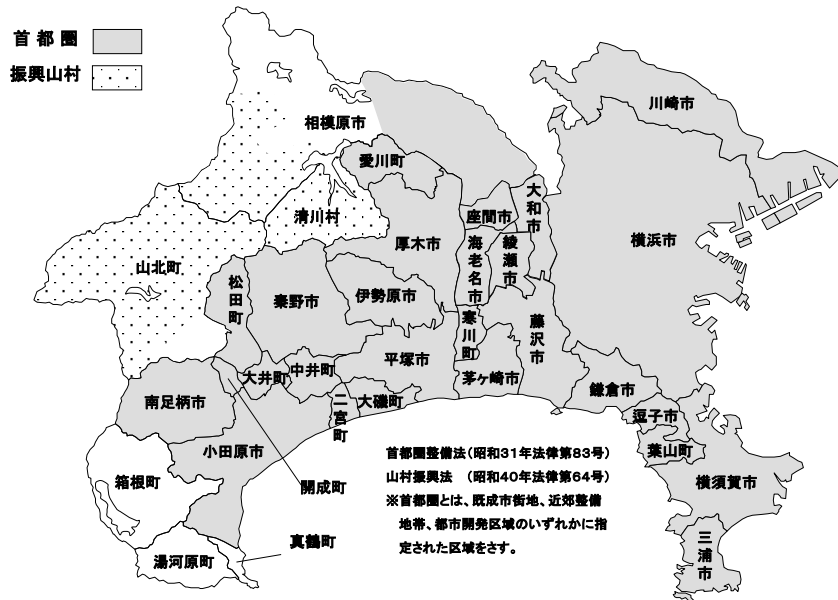 首都圏
振興山村
川崎市
相模原市
愛川町
大和市
座間市
清川村
横浜市
厚木市
海老名市
綾瀬市
山北町
松田町
秦野市
伊勢原市
寒川町
藤沢市
平塚市
中井町
大井町
茅ヶ崎市
鎌倉市
南足柄市
二宮町
大磯町
逗子市
葉山町
小田原市
箱根町
開成町
横須賀市
真鶴町
湯河原町
三浦市
首都圏整備法(昭和31年法律第83号)
山村振興法 (昭和40年法律第64号)
※首都圏とは、既成市街地、近郊整備
地帯、都市開発区域のいずれかに指
定された区域をさす。